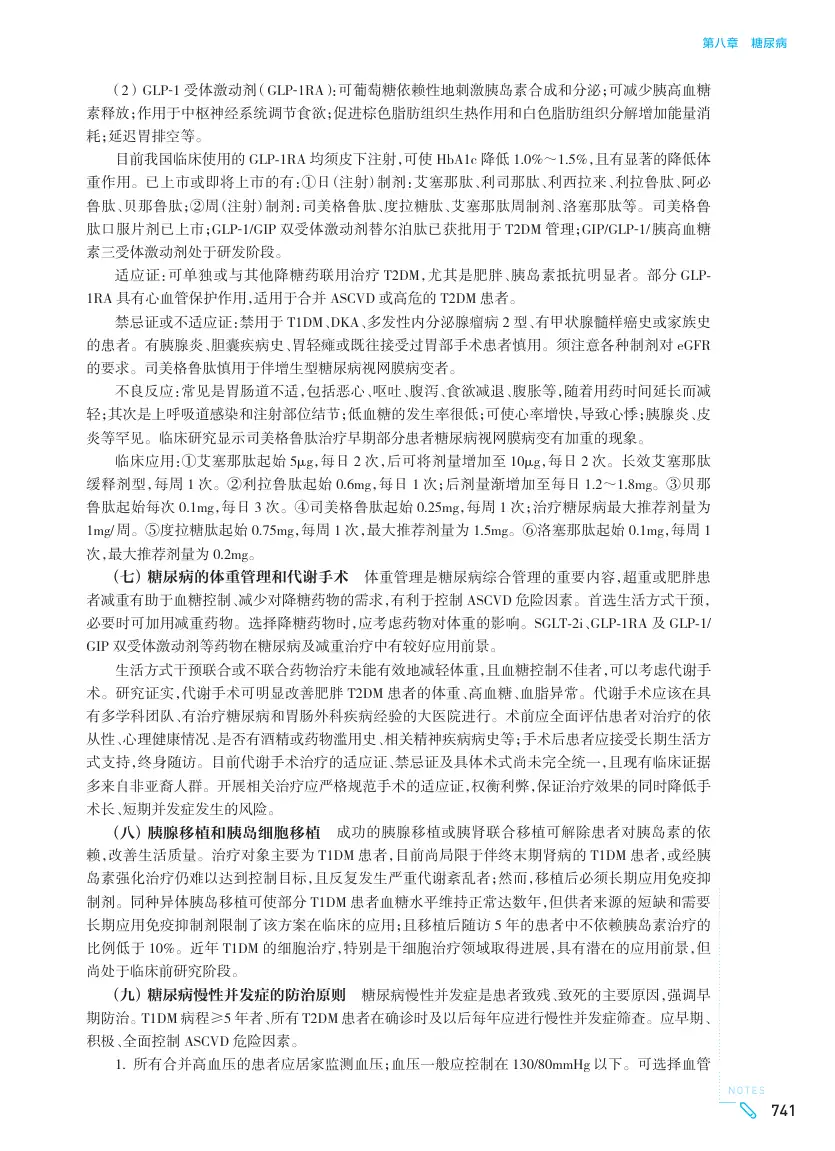 第八章 糖尿病
（2）GLP-1 受体激动剂（GLP-1RA）：可葡萄糖依赖性地刺激胰岛素合成和分泌；可减少胰高血糖
素释放；作用于中枢神经系统调节食欲；促进棕色脂肪组织生热作用和白色脂肪组织分解增加能量消
耗；延迟胃排空等。
目前我国临床使用的 GLP-1RA 均须皮下注射，可使 HbA1c 降低 1.0%～1.5%，且有显著的降低体
重作用。已上市或即将上市的有：①日（注射）制剂：艾塞那肽、利司那肽、利西拉来、利拉鲁肽、阿必
鲁肽、贝那鲁肽；②周（注射）制剂：司美格鲁肽、度拉糖肽、艾塞那肽周制剂、洛塞那肽等。司美格鲁
肽口服片剂已上市；GLP-1/GIP 双受体激动剂替尔泊肽已获批用于 T2DM 管理；GIP/GLP-1/ 胰高血糖
素三受体激动剂处于研发阶段。
适应证：可单独或与其他降糖药联用治疗 T2DM，尤其是肥胖、胰岛素抵抗明显者。部分 GLP-
1RA 具有心血管保护作用，适用于合并 ASCVD 或高危的 T2DM 患者。
禁忌证或不适应证：禁用于 T1DM、DKA、多发性内分泌腺瘤病 2 型、有甲状腺髓样癌史或家族史
的患者。有胰腺炎、胆囊疾病史、胃轻瘫或既往接受过胃部手术患者慎用。须注意各种制剂对 eGFR
的要求。司美格鲁肽慎用于伴增生型糖尿病视网膜病变者。
不良反应：常见是胃肠道不适，包括恶心、呕吐、腹泻、食欲减退、腹胀等，随着用药时间延长而减
轻；其次是上呼吸道感染和注射部位结节；低血糖的发生率很低；可使心率增快，导致心悸；胰腺炎、皮
炎等罕见。临床研究显示司美格鲁肽治疗早期部分患者糖尿病视网膜病变有加重的现象。
临床应用：①艾塞那肽起始 5μg，每日 2 次，后可将剂量增加至 10μg，每日 2 次。长效艾塞那肽
缓释剂型，每周 1 次。②利拉鲁肽起始 0.6mg，每日 1 次；后剂量渐增加至每日 1.2～1.8mg。③贝那
鲁肽起始每次 0.1mg，每日 3 次。④司美格鲁肽起始 0.25mg，每周 1 次；治疗糖尿病最大推荐剂量为
1mg/ 周。⑤度拉糖肽起始 0.75mg，每周 1 次，最大推荐剂量为 1.5mg。⑥洛塞那肽起始 0.1mg，每周 1
次，最大推荐剂量为 0.2mg。
（七）糖尿病的体重管理和代谢手术 体重管理是糖尿病综合管理的重要内容，超重或肥胖患
者减重有助于血糖控制、减少对降糖药物的需求，有利于控制 ASCVD 危险因素。首选生活方式干预，
必要时可加用减重药物。选择降糖药物时，应考虑药物对体重的影响。SGLT-2i、GLP-1RA 及 GLP-1/
GIP 双受体激动剂等药物在糖尿病及减重治疗中有较好应用前景。
生活方式干预联合或不联合药物治疗未能有效地减轻体重，且血糖控制不佳者，可以考虑代谢手
术。研究证实，代谢手术可明显改善肥胖 T2DM 患者的体重、高血糖、血脂异常。代谢手术应该在具
有多学科团队、有治疗糖尿病和胃肠外科疾病经验的大医院进行。术前应全面评估患者对治疗的依
从性、心理健康情况、是否有酒精或药物滥用史、相关精神疾病病史等；手术后患者应接受长期生活方
式支持，终身随访。目前代谢手术治疗的适应证、禁忌证及具体术式尚未完全统一，且现有临床证据
多来自非亚裔人群。开展相关治疗应严格规范手术的适应证，权衡利弊，保证治疗效果的同时降低手
术长、短期并发症发生的风险。
（八）胰腺移植和胰岛细胞移植 成功的胰腺移植或胰肾联合移植可解除患者对胰岛素的依
赖，改善生活质量。治疗对象主要为 T1DM 患者，目前尚局限于伴终末期肾病的 T1DM 患者，或经胰
岛素强化治疗仍难以达到控制目标，且反复发生严重代谢紊乱者；然而，移植后必须长期应用免疫抑
制剂。同种异体胰岛移植可使部分 T1DM 患者血糖水平维持正常达数年，但供者来源的短缺和需要
长期应用免疫抑制剂限制了该方案在临床的应用；且移植后随访 5 年的患者中不依赖胰岛素治疗的
比例低于 10%。近年 T1DM 的细胞治疗，特别是干细胞治疗领域取得进展，具有潜在的应用前景，但
尚处于临床前研究阶段。
（九）糖尿病慢性并发症的防治原则 糖尿病慢性并发症是患者致残、致死的主要原因，强调早
期防治。T1DM 病程≥5 年者、所有 T2DM 患者在确诊时及以后每年应进行慢性并发症筛查。应早期、
积极、全面控制 ASCVD 危险因素。
1. 所有合并高血压的患者应居家监测血压；血压一般应控制在 130/80mmHg 以下。可选择血管
NOTES
741